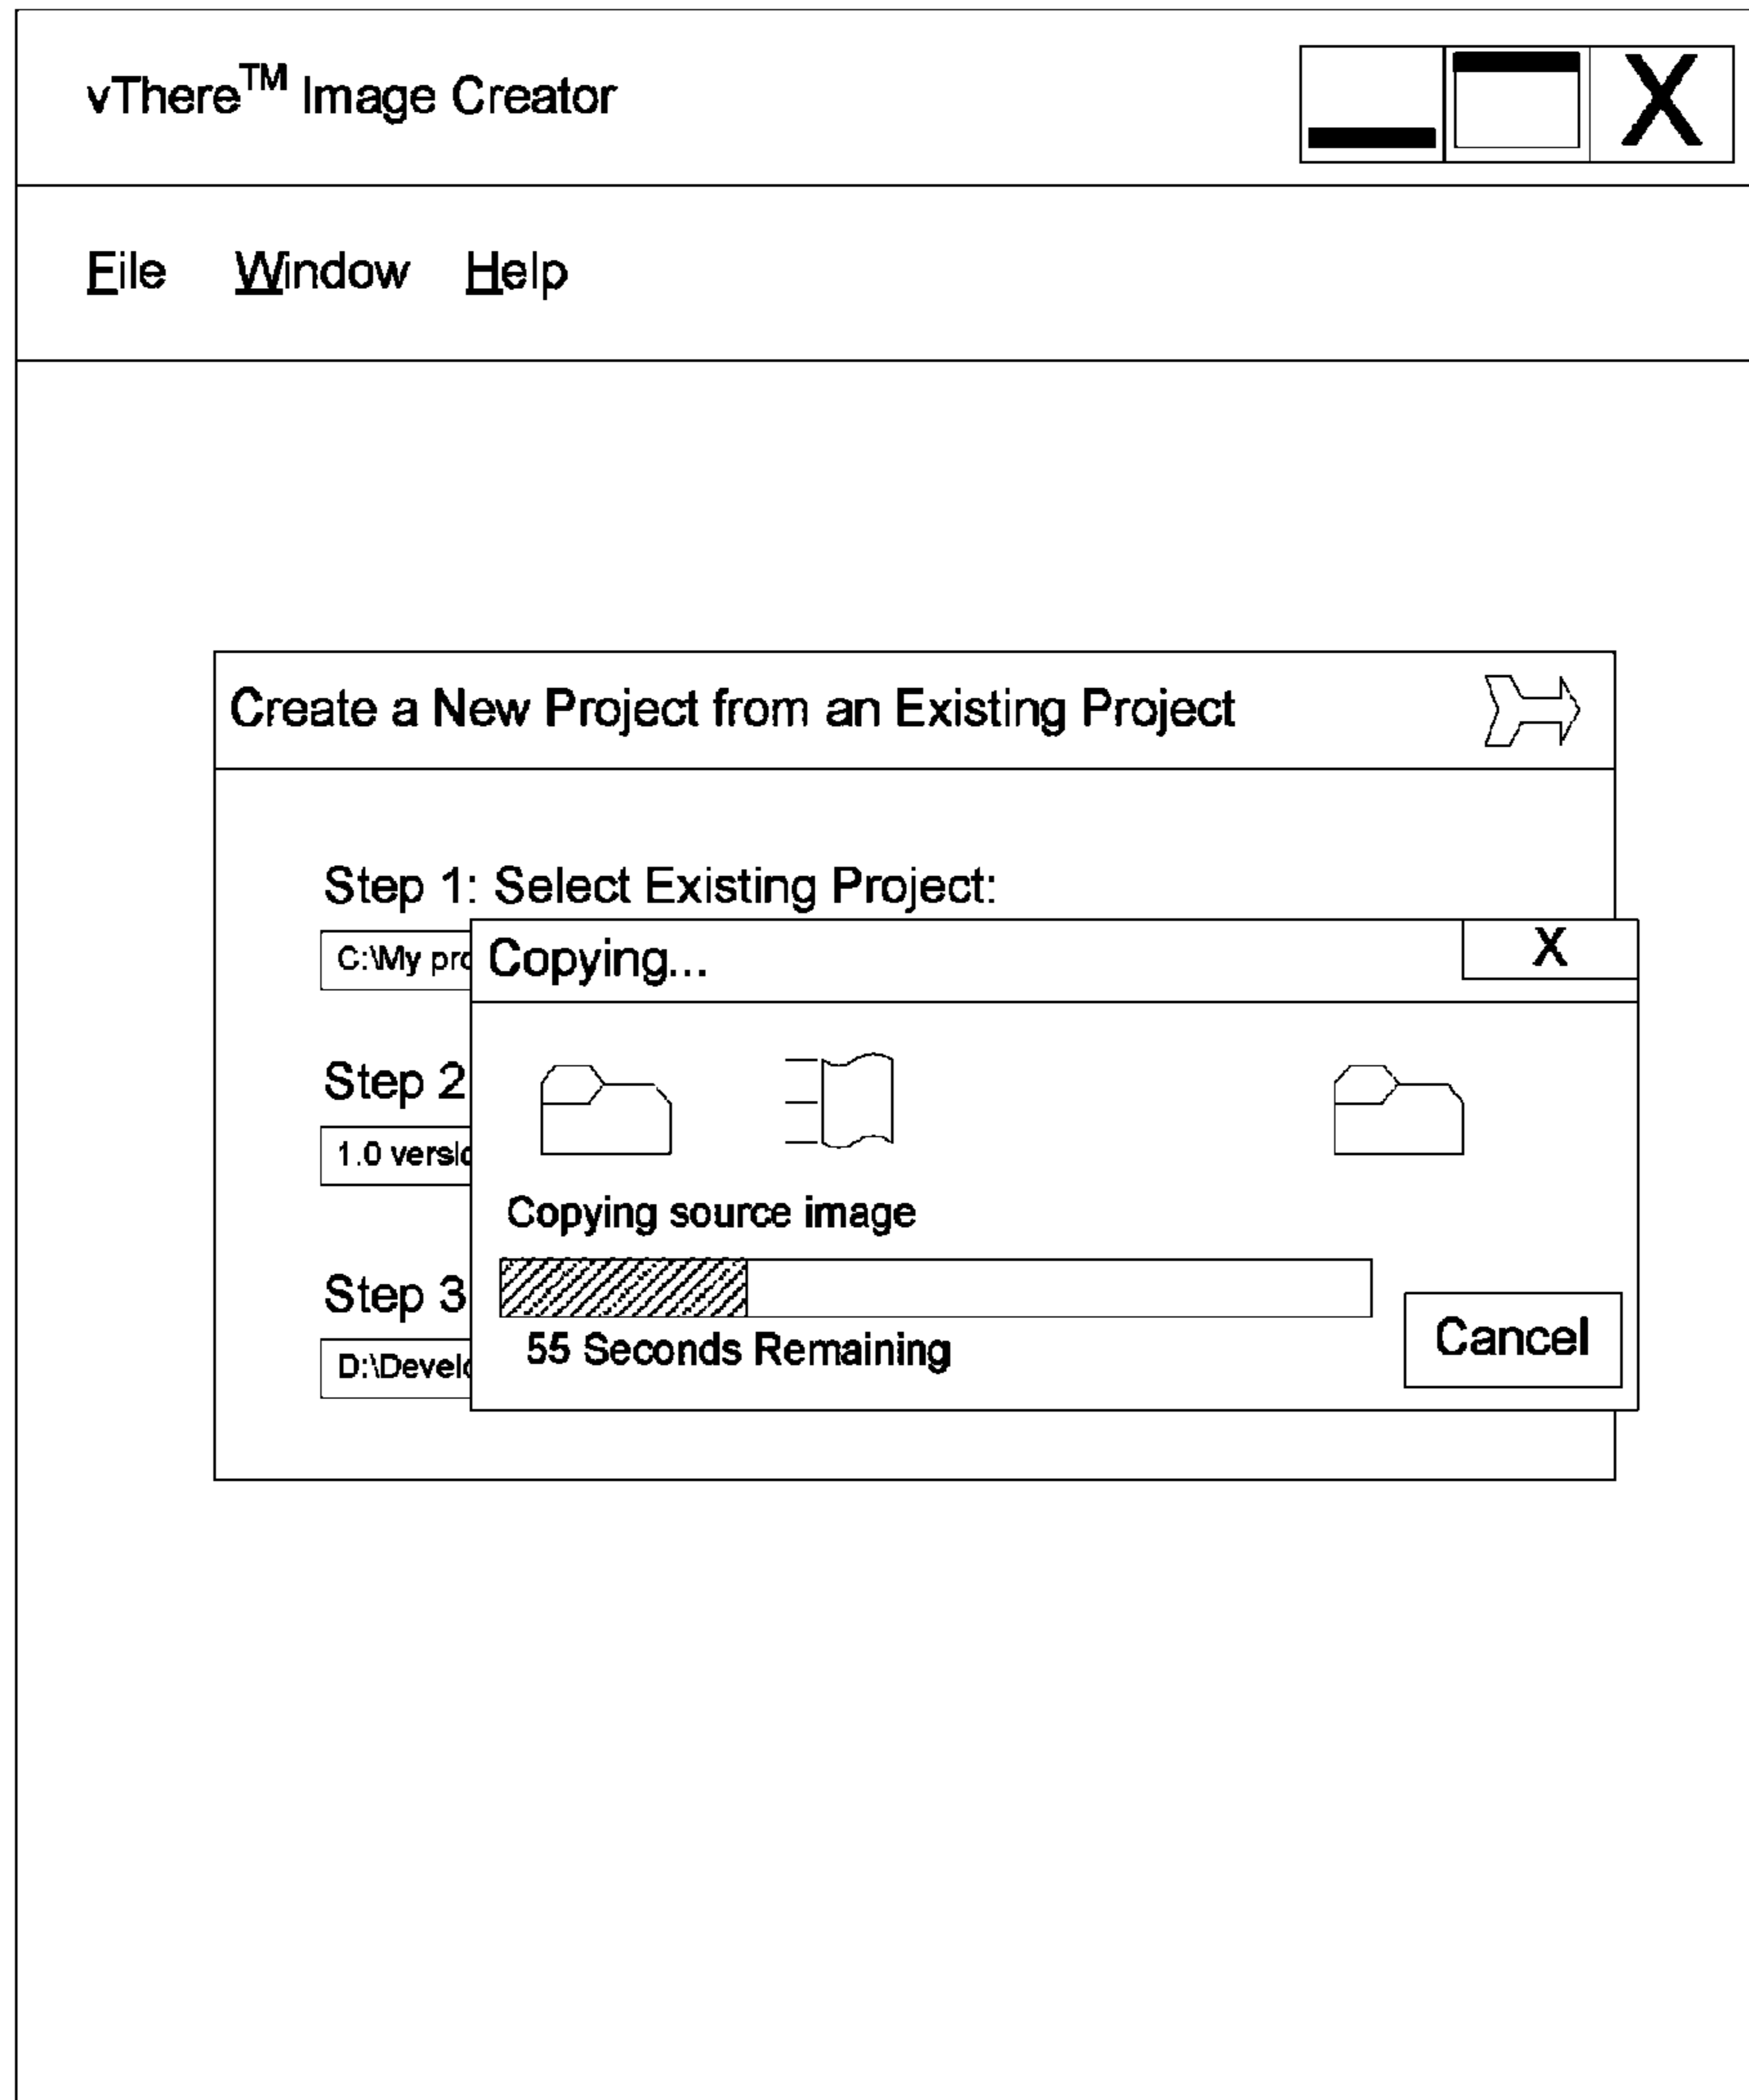 vThere™ Image Creator
X
File Window Help
Create a New Project from an Existing Project
Step 1: Select Existing Project:
C:\My pro
Copying...
X
Step 2
1.0 versio
Copying source image
Step 3
55 Seconds Remaining
Cancel
D:\Develo